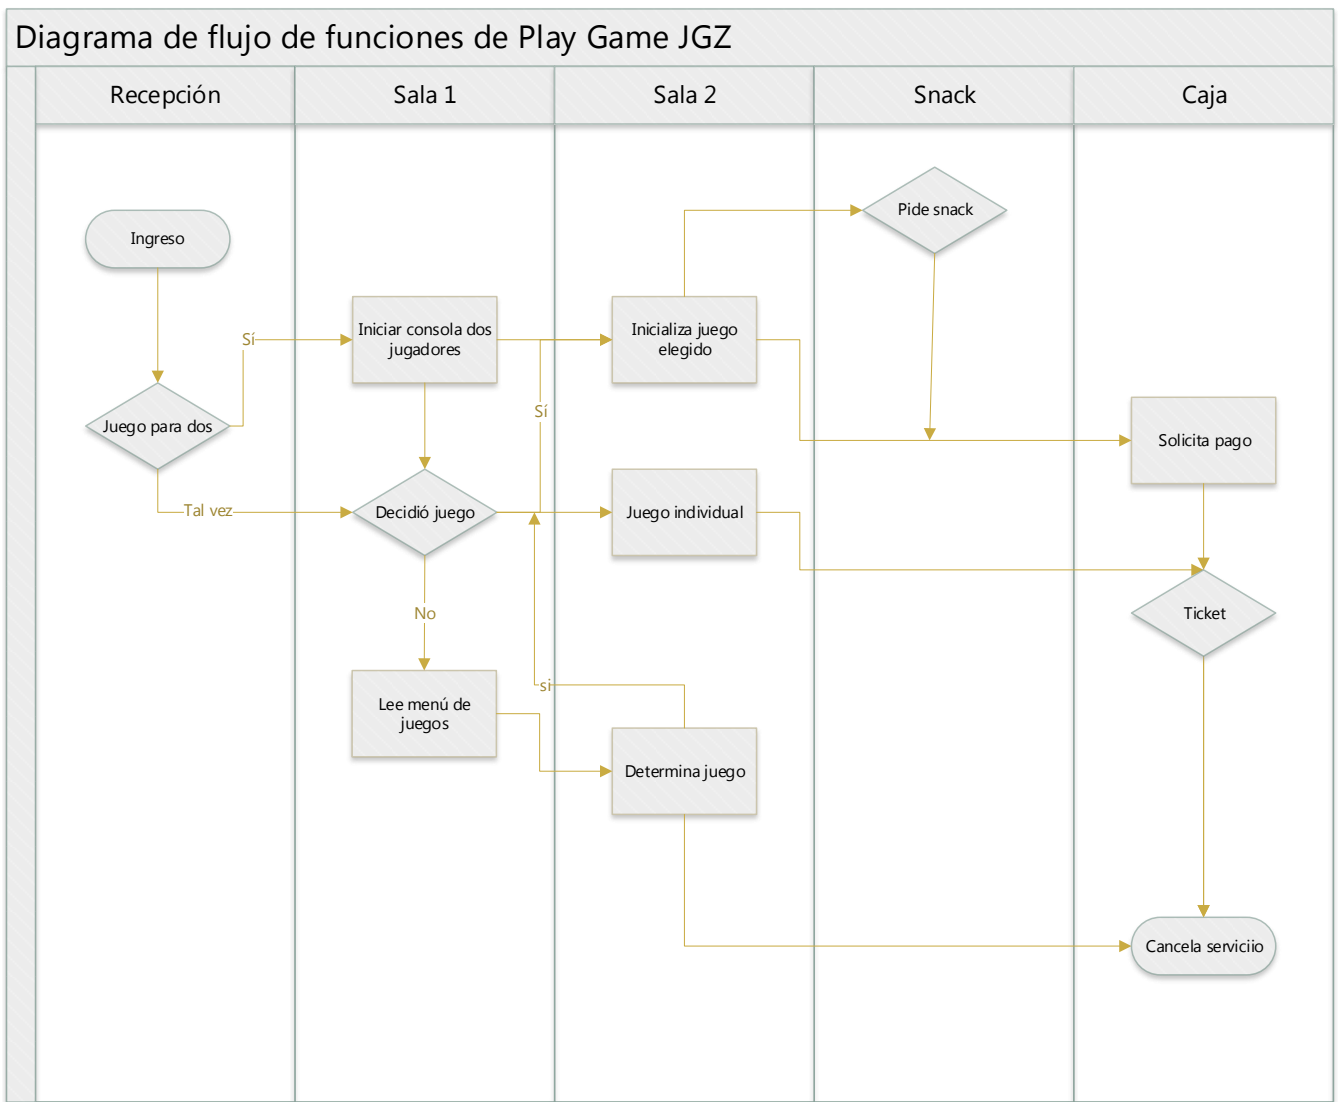 Diagrama de flujo de funciones de Play Game JGZ
Recepción
Sala 1
Sala 2
Snack
Caja
Ingreso
Juego para dos
Sí
Tal vez
Iniciar consola dos
jugadores
Decidió juego
Sí
No
Lee menú de
juegos
Inicializa juego
elegido
Juego individual
si
Determina juego
Pide snack
Solicita pago
Ticket
Cancela serviciio